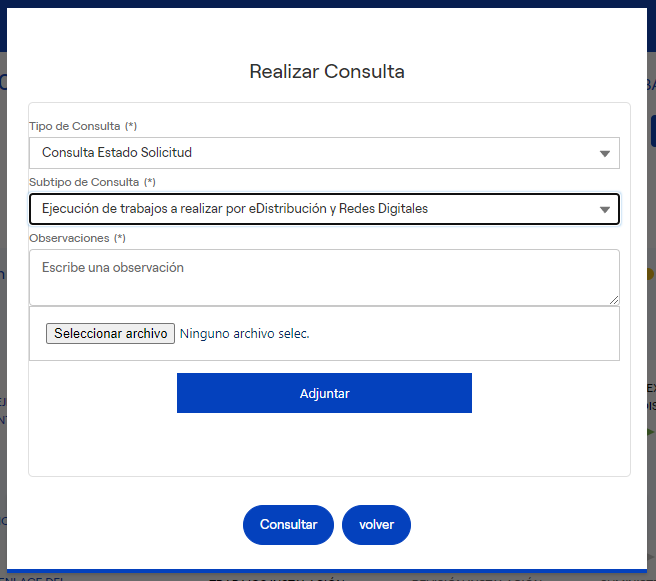 Realizar Consulta
Tipo de Consulta (*)
Consulta Estado Solicitud
Subtipo de Consulta (*)
Ejecución de trabajos a realizar por eDistribución y Redes Digitales
Observaciones (*)
Escribe una observación
Seleccionar archivo Ninguno archivo selec.
Adjuntar
Consultar volver